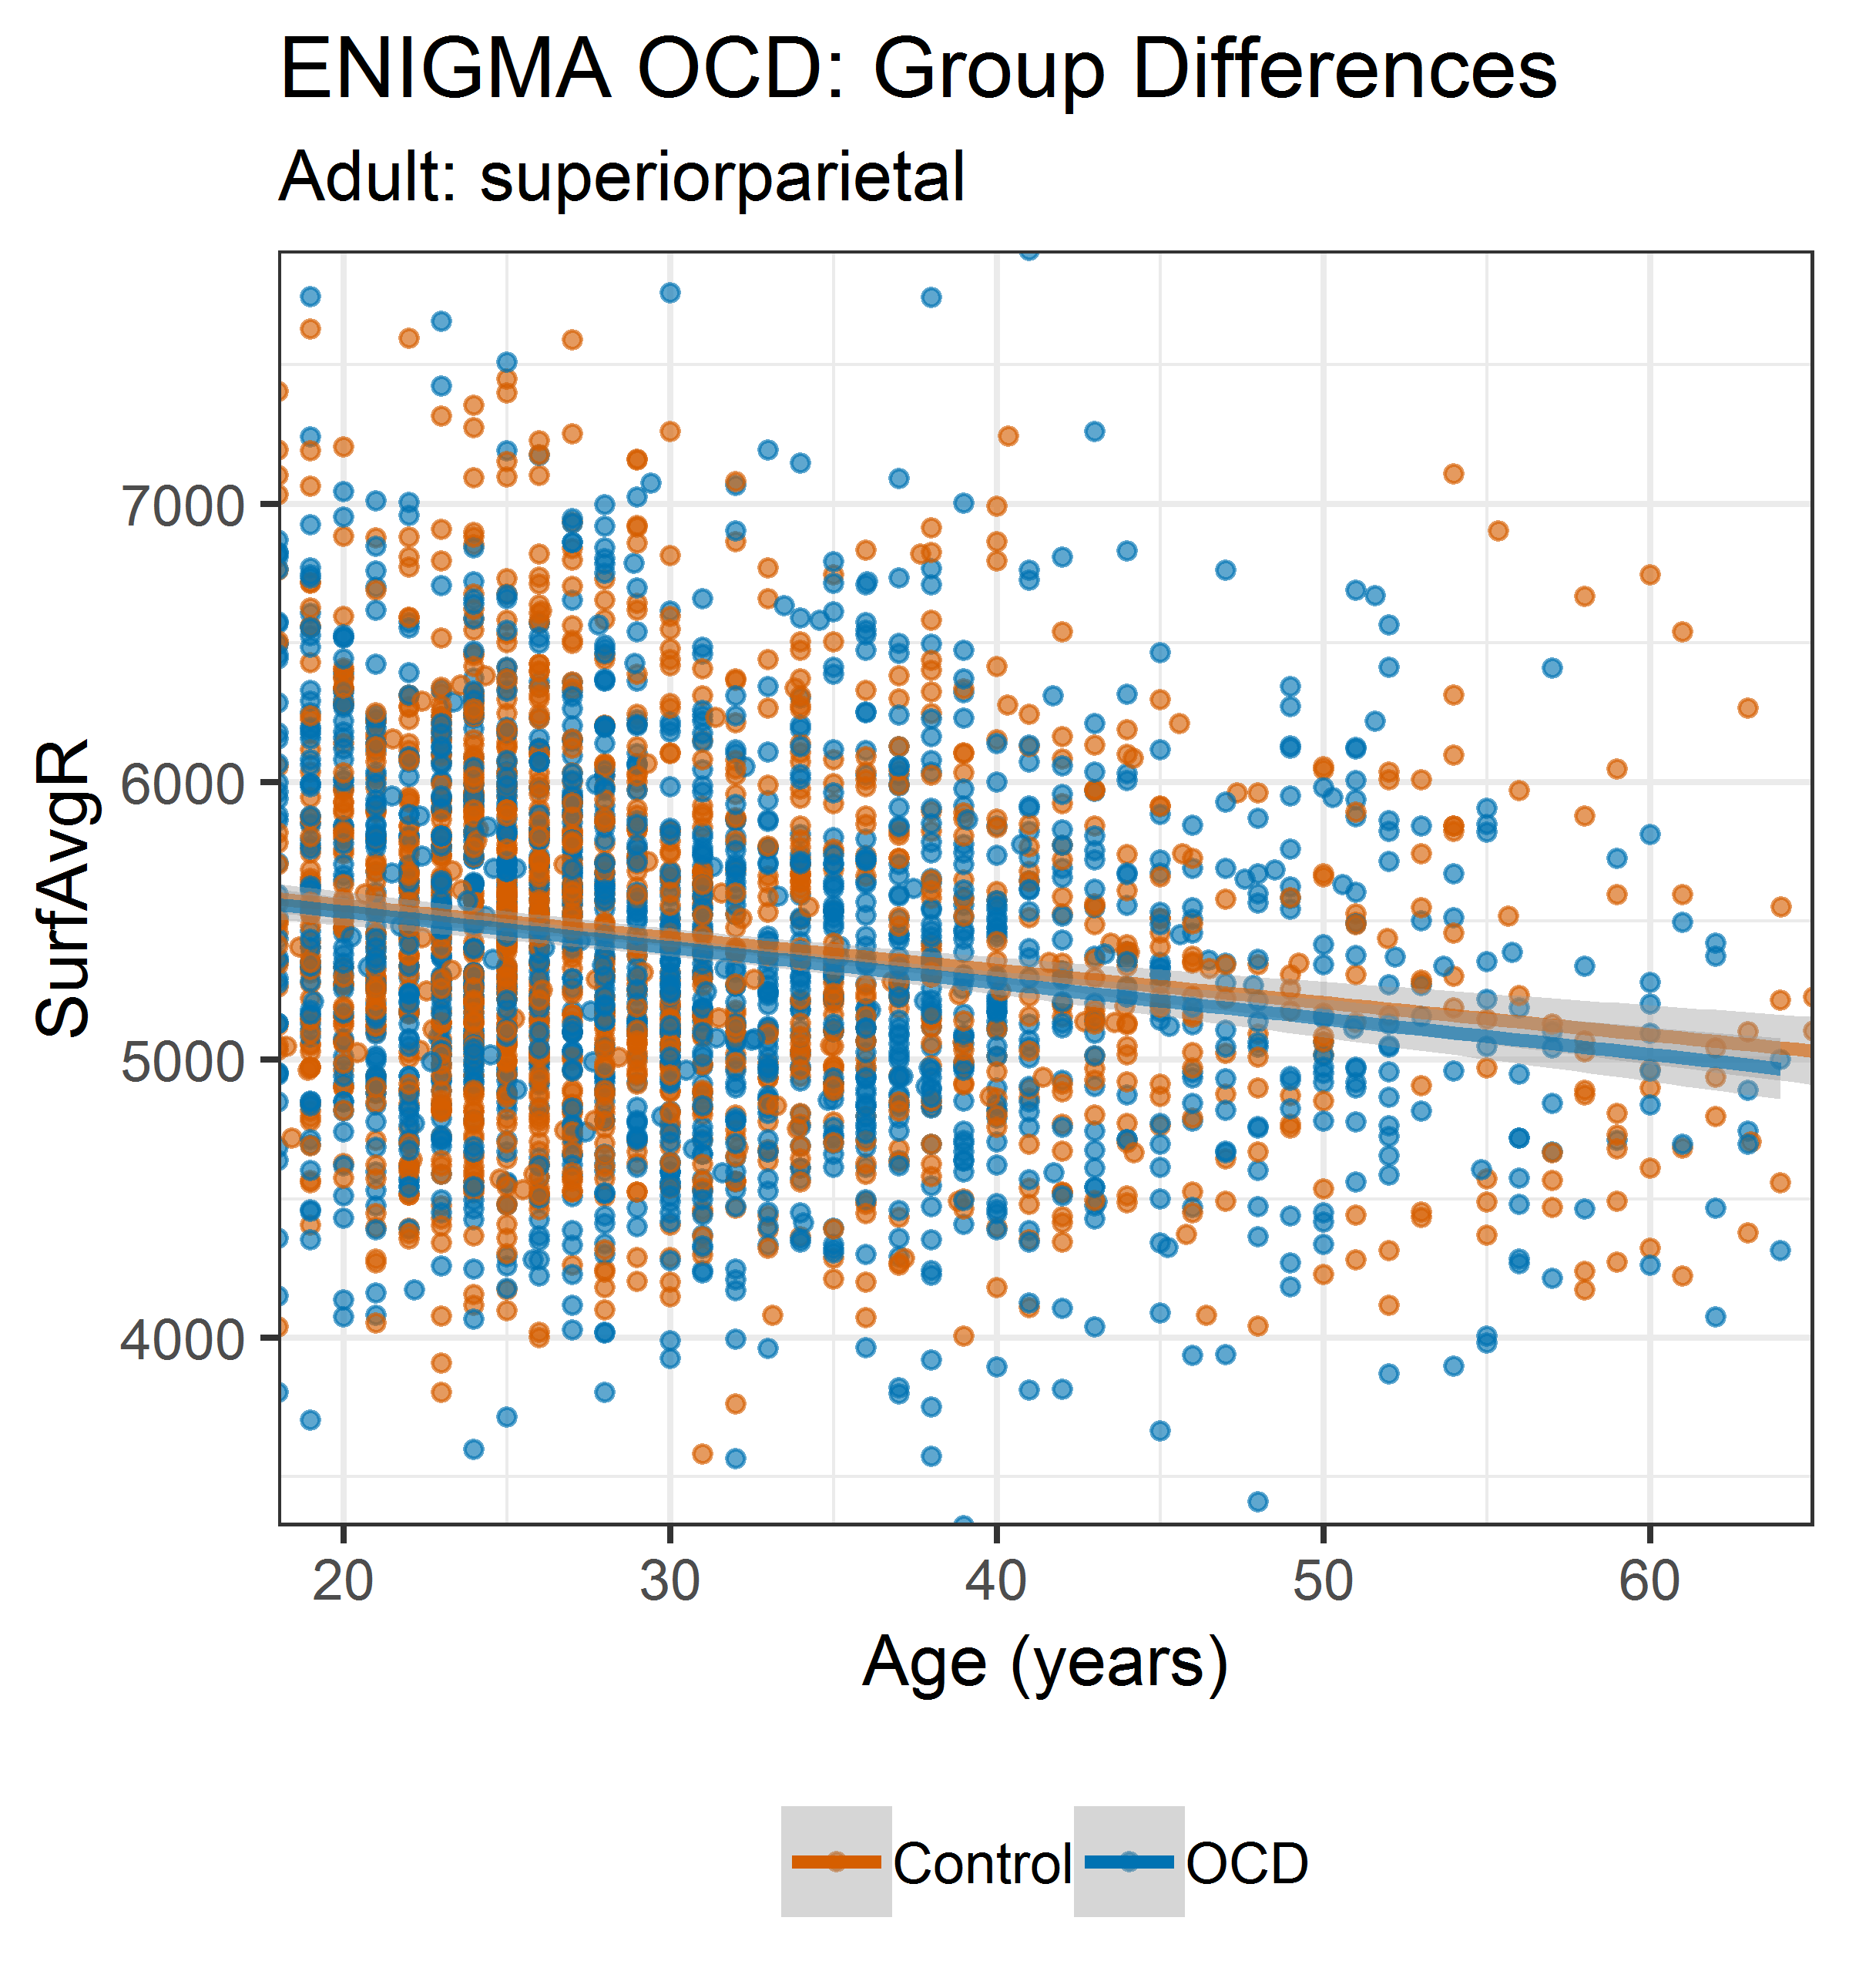 ENIGMA OCD: Group Differences
Adult: superiorparietal
SurfAvgR
7000
6000
5000
4000
20 30 40 50 60
Age (years)
Control OCD